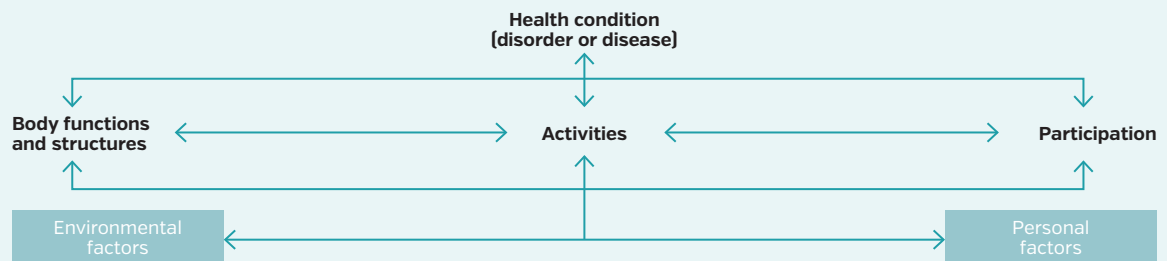 Health condition
(disorder or disease)
Body functions
and structures
Activities
Participation
Environmental
factors
Personal
factors